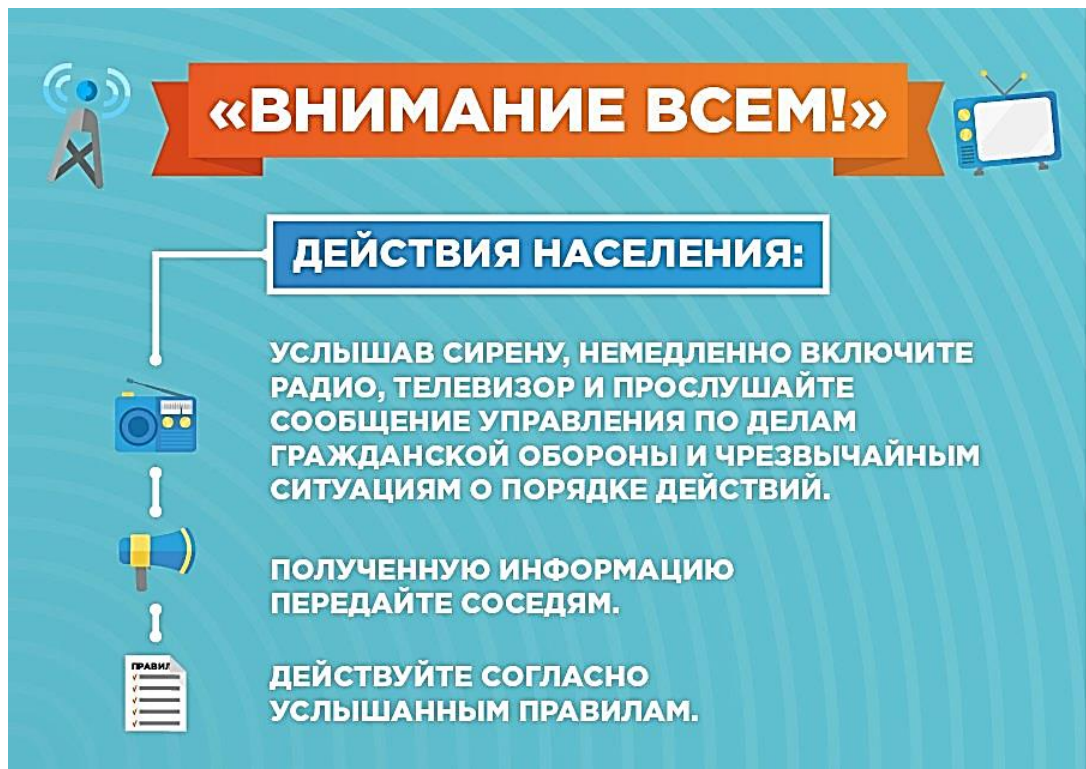 «ВНИМАНИЕ ВСЕМ!»
ДЕЙСТВИЯ НАСЕЛЕНИЯ:
УСЛЫШАВ СИРЕНУ, НЕМЕДЛЕННО ВКЛЮЧИТЕ
РАДИО, ТЕЛЕВИЗОР И ПРОСЛУШАЙТЕ
СООБЩЕНИЕ УПРАВЛЕНИЯ ПО ДЕЛАМ
ГРАЖДАНСКОЙ ОБОРОНЫ И ЧРЕЗВЫЧАЙНЫМ
СИТУАЦИЯМ О ПОРЯДКЕ ДЕЙСТВИЙ.
ПОЛУЧЕННУЮ ИНФОРМАЦИЮ
ПЕРЕДАЙТЕ СОСЕДЯМ.
ПРАВИЛ
ДЕЙСТВУЙТЕ СОГЛАСНО
УСЛЫШАННЫМ ПРАВИЛАМ.